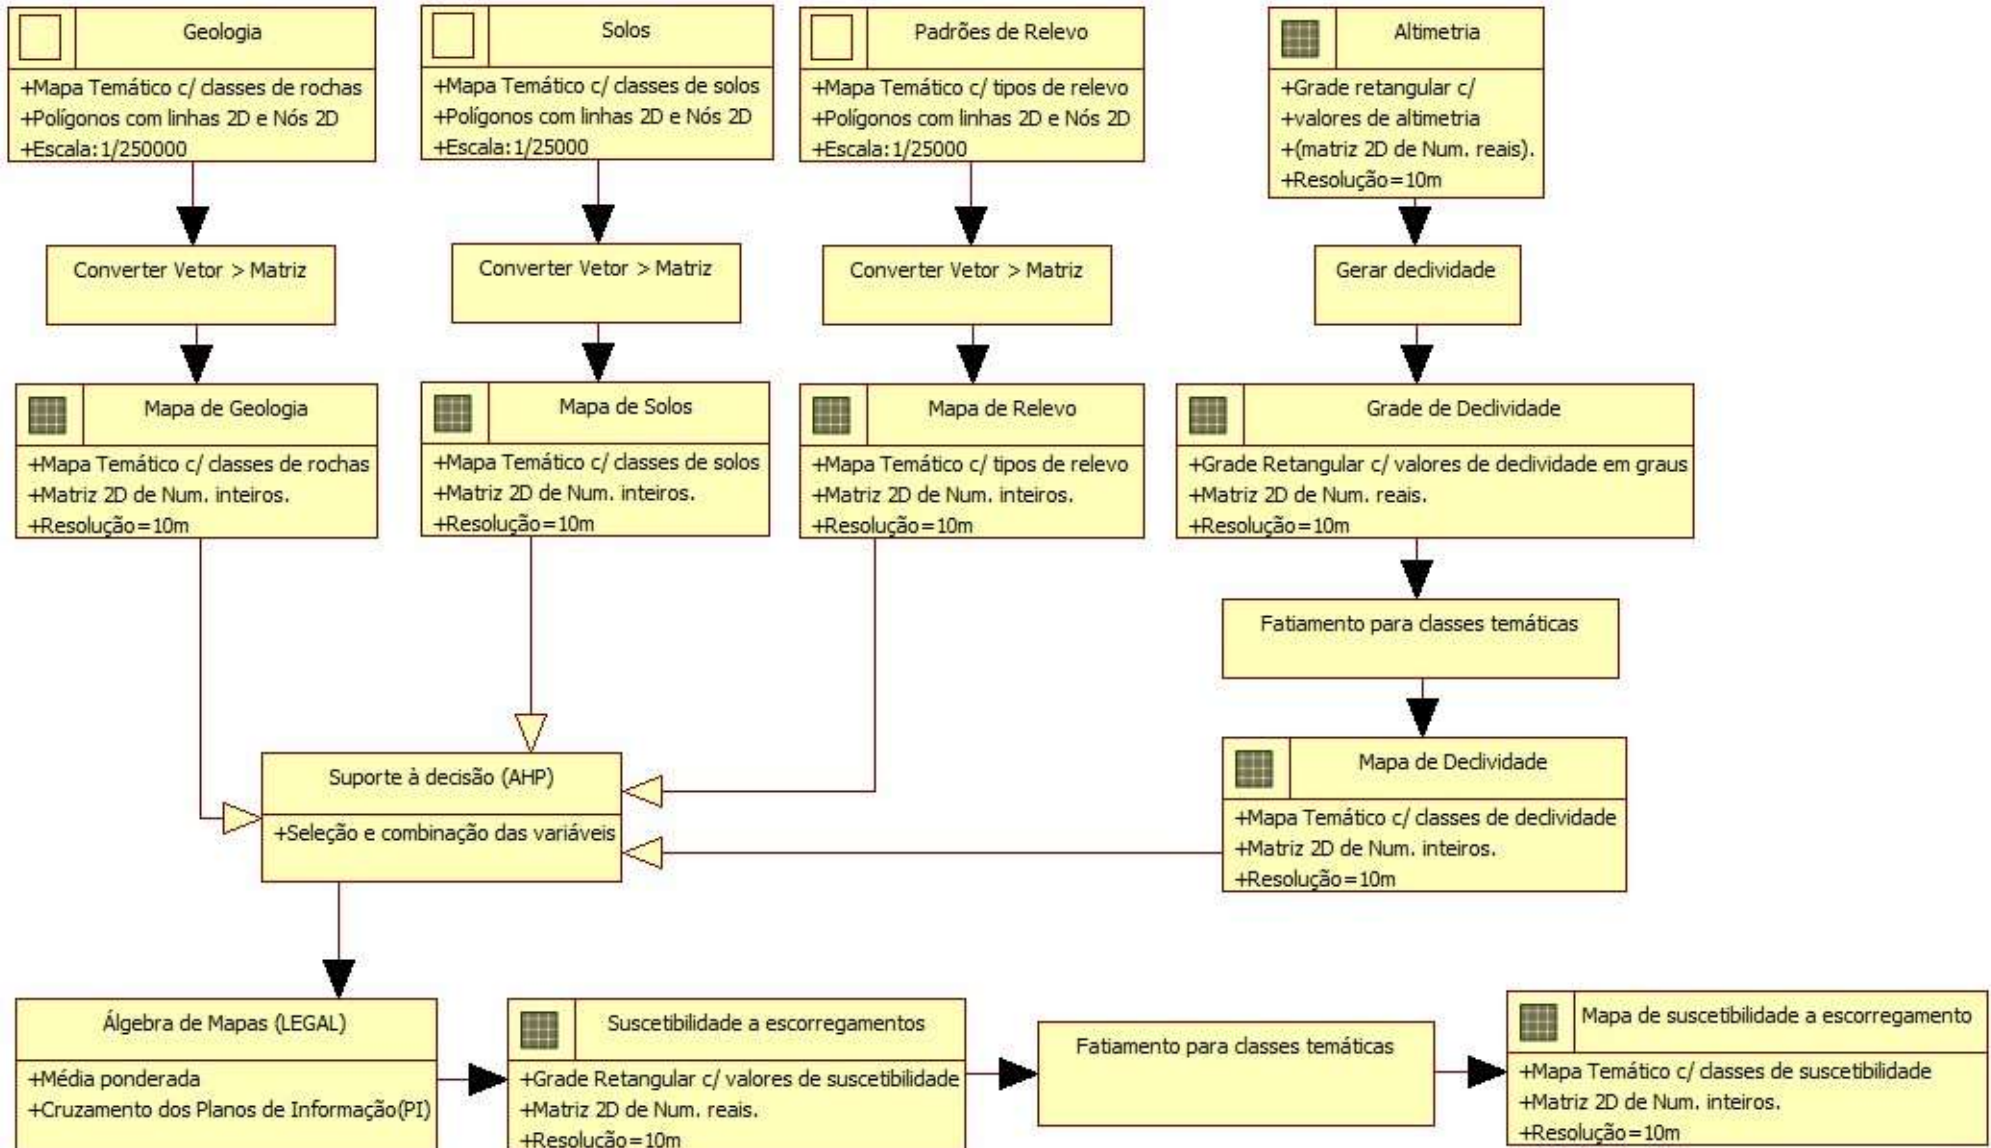 Geologia
+Mapa Temático c/ classes de rochas
+Polígonos com linhas 2D e Nós 2D
+Escala:1/250000
Solos
+Mapa Temático c/ classes de solos
+Polígonos com linhas 2D e Nós 2D
+Escala:1/25000
Padrões de Relevo
+Mapa Temático c/ tipos de relevo
+Polígonos com linhas 2D e Nós 2D
+Escala:1/25000
Altimetria
+Grade retangular c/
+valores de altimetria
+(matriz 2D de Num. reais).
+Resolução=10m
Converter Vetor > Matriz
Converter Vetor > Matriz
Converter Vetor > Matriz
Gerar declividade
Mapa de Geologia
+Mapa Temático c/ classes de rochas
+Matriz 2D de Num. inteiros.
+Resolução=10m
Mapa de Solos
+Mapa Temático c/ classes de solos
+Matriz 2D de Num. inteiros.
+Resolução=10m
Mapa de Relevo
+Mapa Temático c/ tipos de relevo
+Matriz 2D de Num. inteiros.
+Resolução=10m
Grade de Declividade
+Grade Retangular c/ valores de declividade em graus
+Matriz 2D de Num. reais.
+Resolução=10m
Fatiamento para classes temáticas
Mapa de Declividade
+Mapa Temático c/ classes de declividade
+Matriz 2D de Num. inteiros.
+Resolução=10m
Suporte à decisão (AHP)
+Seleção e combinação das variáveis
Álgebra de Mapas (LEGAL)
+Média ponderada
+Cruzamento dos Planos de Informação(PI)
Suscetibilidade a escorregamentos
+Grade Retangular c/ valores de suscetibilidade
+Matriz 2D de Num. reais.
+Resolução=10m
Fatiamento para classes temáticas
Mapa de suscetibilidade a escorregamento
+Mapa Temático c/ classes de suscetibilidade
+Matriz 2D de Num. inteiros.
+Resolução=10m